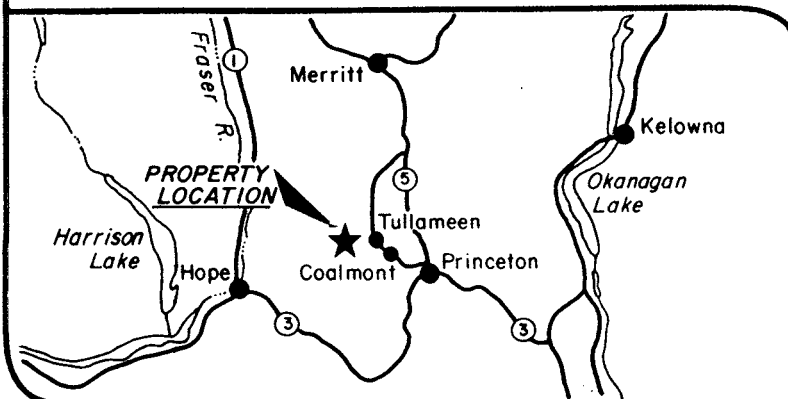 Fraser R.
1
Merritt
Kelowna
PROPERTY
LOCATION
5
Okanagan
Lake
Tullameen
Harrison
Lake
Hope
Coalmont
Princeton
3
3